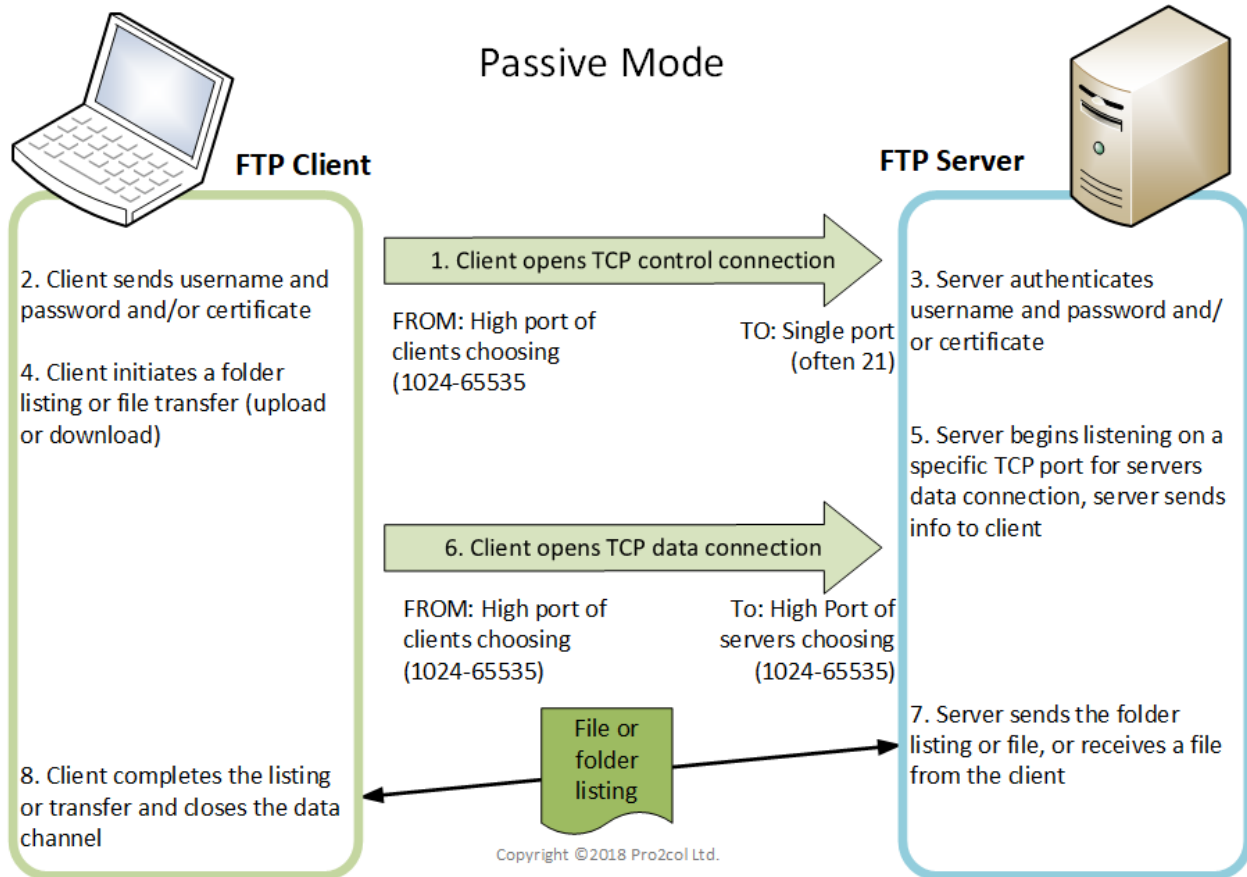 Passive Mode
FTP Client
FTP Server
1. Client opens TCP control connection
FROM: High port of
clients choosing
(1024-65535
TO: Single port
(often 21)
2. Client sends username and
password and/or certificate
3. Server authenticates
username and password and/
or certificate
4. Client initiates a folder
listing or file transfer (upload
or download)
5. Server begins listening on a
specific TCP port for servers
data connection, server sends
info to client
6. Client opens TCP data connection
FROM: High port of
clients choosing
(1024-65535)
To: High Port of
servers choosing
(1024-65535)
7. Server sends the folder
listing or file, or receives a file
from the client
File or
folder
listing
8. Client completes the listing
or transfer and closes the data
channel
Copyright ©2018 Pro2col Ltd.